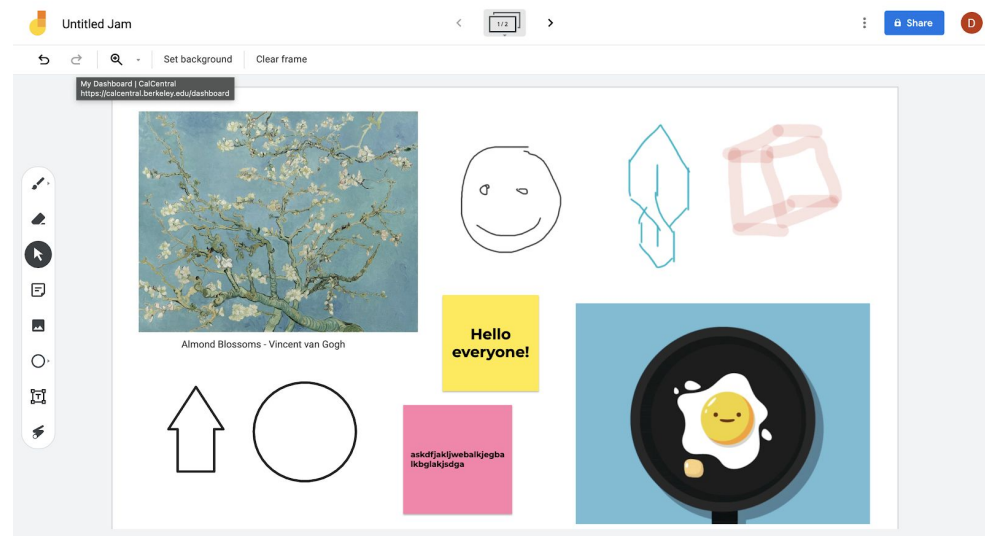 Untitled Jam
1 / 2
Share
D
Set background
Clear frame
My Dashboard | CalCentral
https://calcentral.berkeley.edu/dashboard
Almond Blossoms - Vincent van Gogh
Hello
everyone!
askdfjakljwebalkjegba
lkbglakjsdga
T